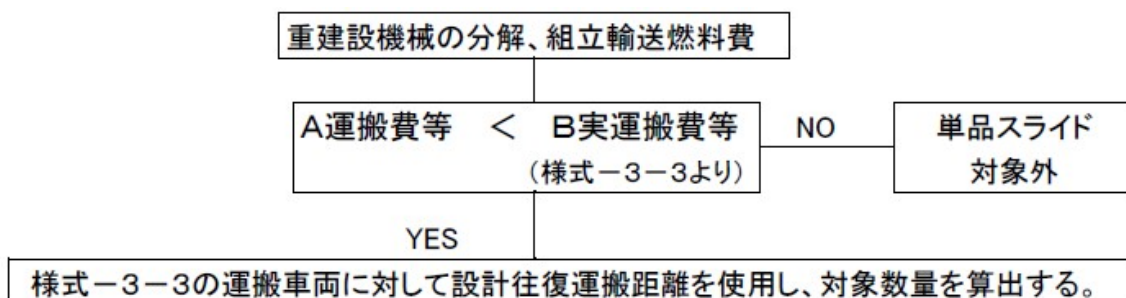 重建設機械の分解、組立輸送燃料費
A運搬費等　＜　B実運搬費等
（様式－3－3より）
NO
単品スライド
対象外
YES
様式－3－3の運搬車両に対して設計往復運搬距離を使用し、対象数量を算出する。